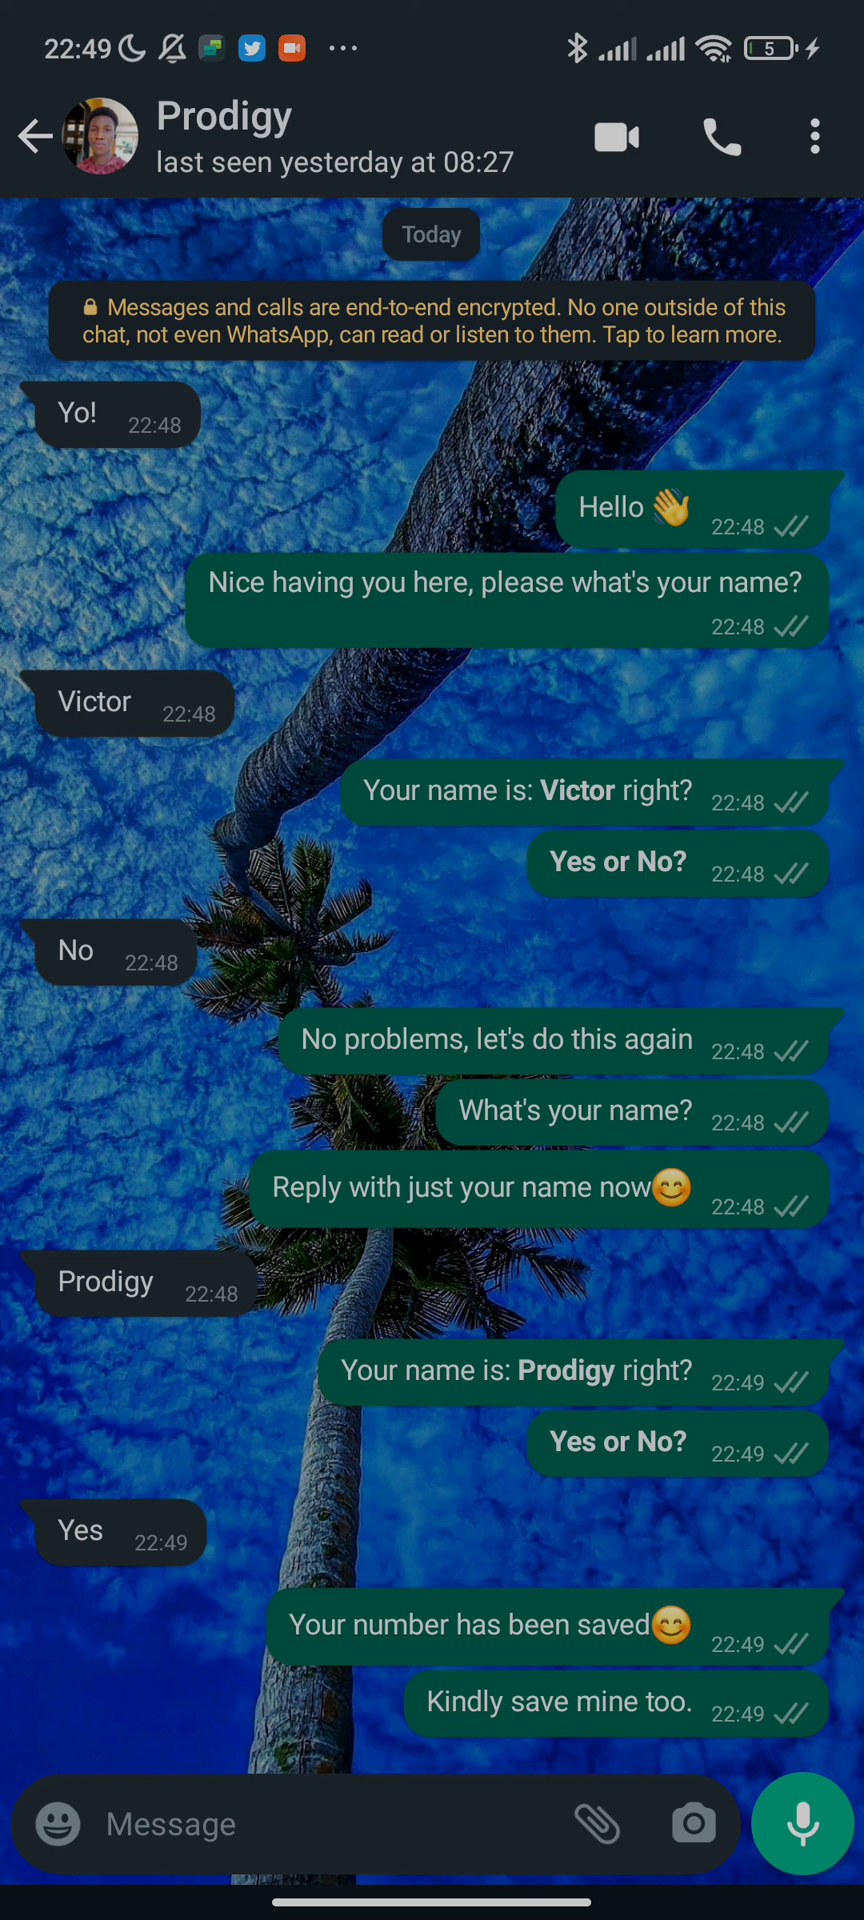 22:49
5
Prodigy
last seen yesterday at 08:27
Today
Messages and calls are end-to-end encrypted. No one outside of this
chat, not even WhatsApp, can read or listen to them. Tap to learn more.
Yo! 22:48
Hello 👋 22:48
Nice having you here, please what's your name?
22:48
Victor 22:48
Your name is: Victor right? 22:48
Yes or No? 22:48
No 22:48
No problems, let's do this again 22:48
What's your name? 22:48
Reply with just your name now😊 22:48
Prodigy 22:48
Your name is: Prodigy right? 22:49
Yes or No? 22:49
Yes 22:49
Your number has been saved😊 22:49
Kindly save mine too. 22:49
Message